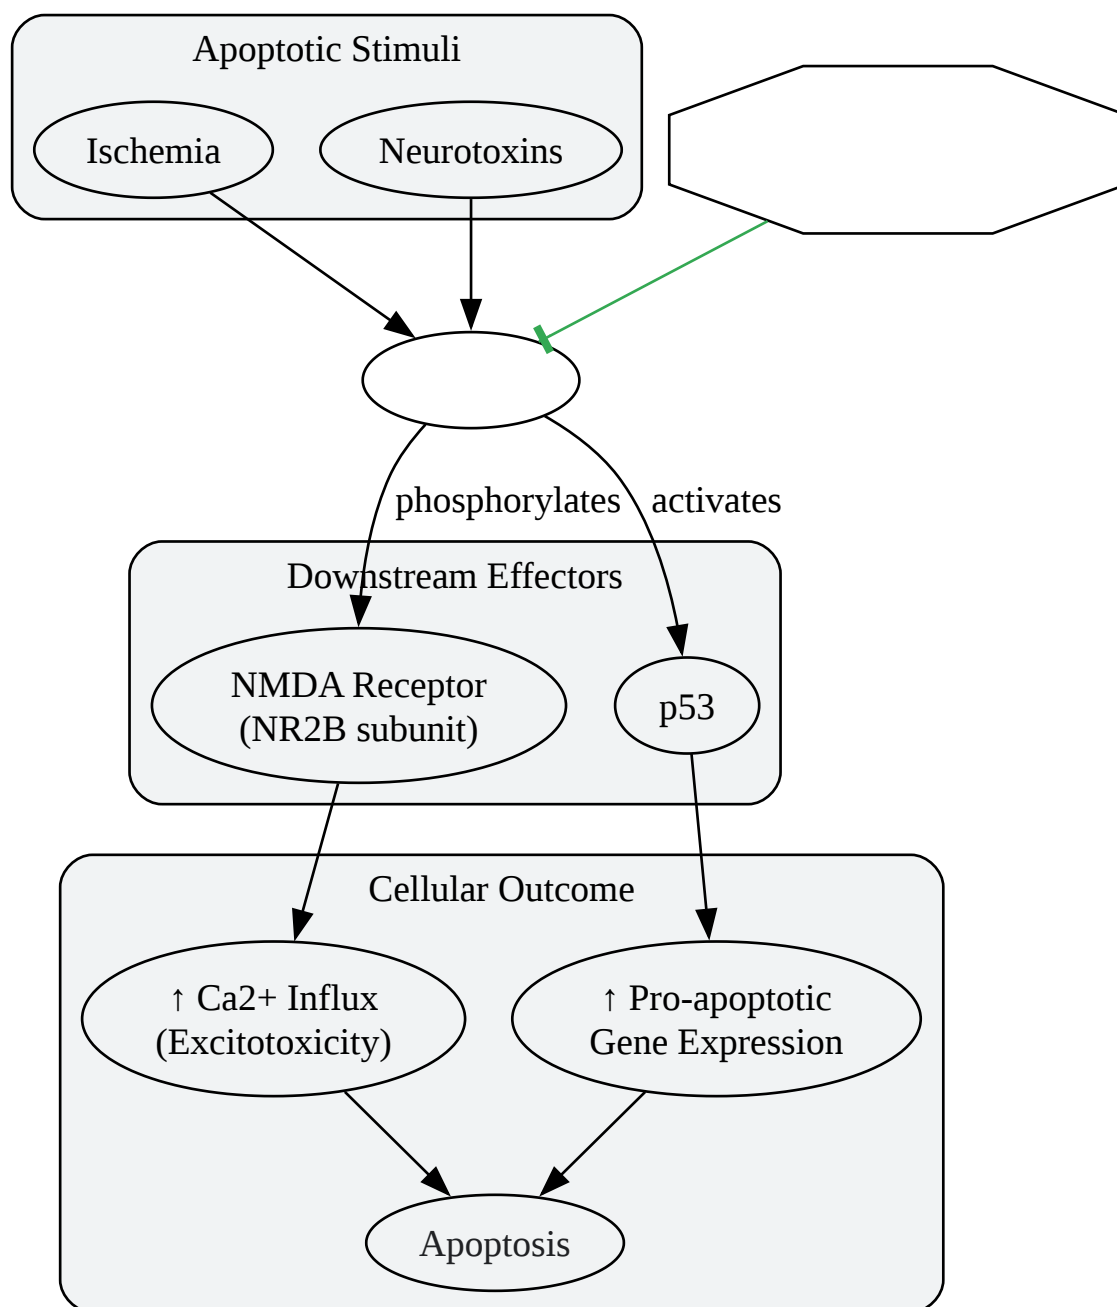 Apoptotic Stimuli
Ischemia
Neurotoxins
phosphorylates
activates
Downstream Effectors
NMDA Receptor
(NR2B subunit)
p53
Cellular Outcome
↑ Ca2+ Influx
(Excitotoxicity)
↑ Pro-apoptotic
Gene Expression
Apoptosis